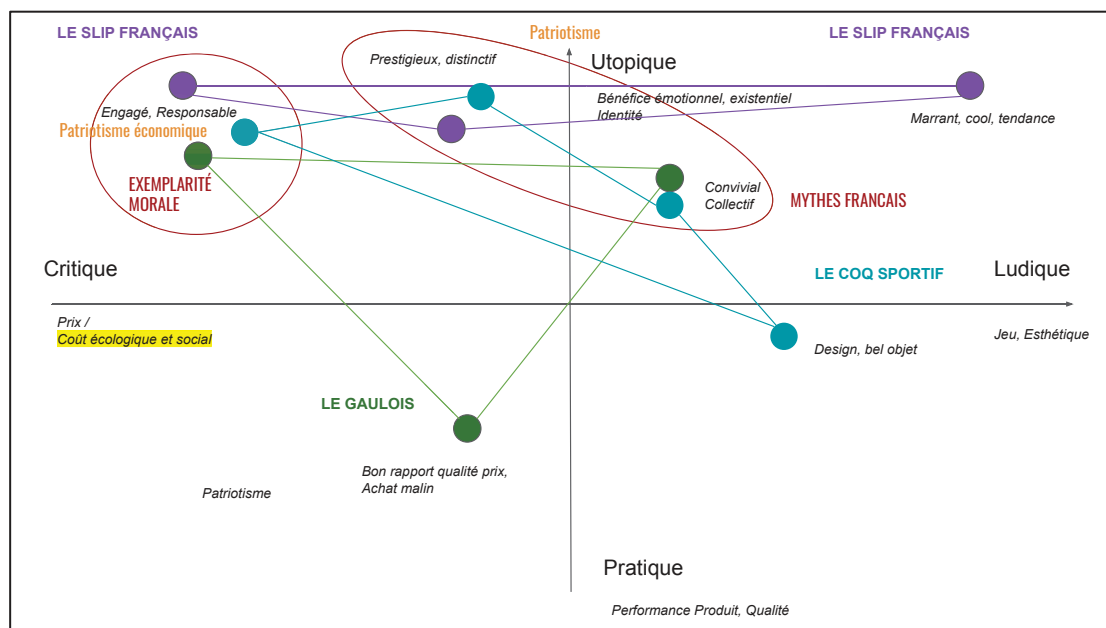 LE SLIP FRANÇAIS
Patriotisme
LE SLIP FRANÇAIS
Prestigieux, distinctif
Utopique
Engagé, Responsable
Bénéfice émotionnel, existentiel
Identité
Marrant, cool, tendance
Patriotisme économique
EXEMPLARITÉ
MORALE
Convivial
Collectif
MYTHES FRANCAIS
Critique
LE COQ SPORTIF
Ludique
Prix /
Coût écologique et social
Jeu, Esthétique
Design, bel objet
LE GAULOIS
Bon rapport qualité prix,
Achat malin
Patriotisme
Pratique
Performance Produit, Qualité